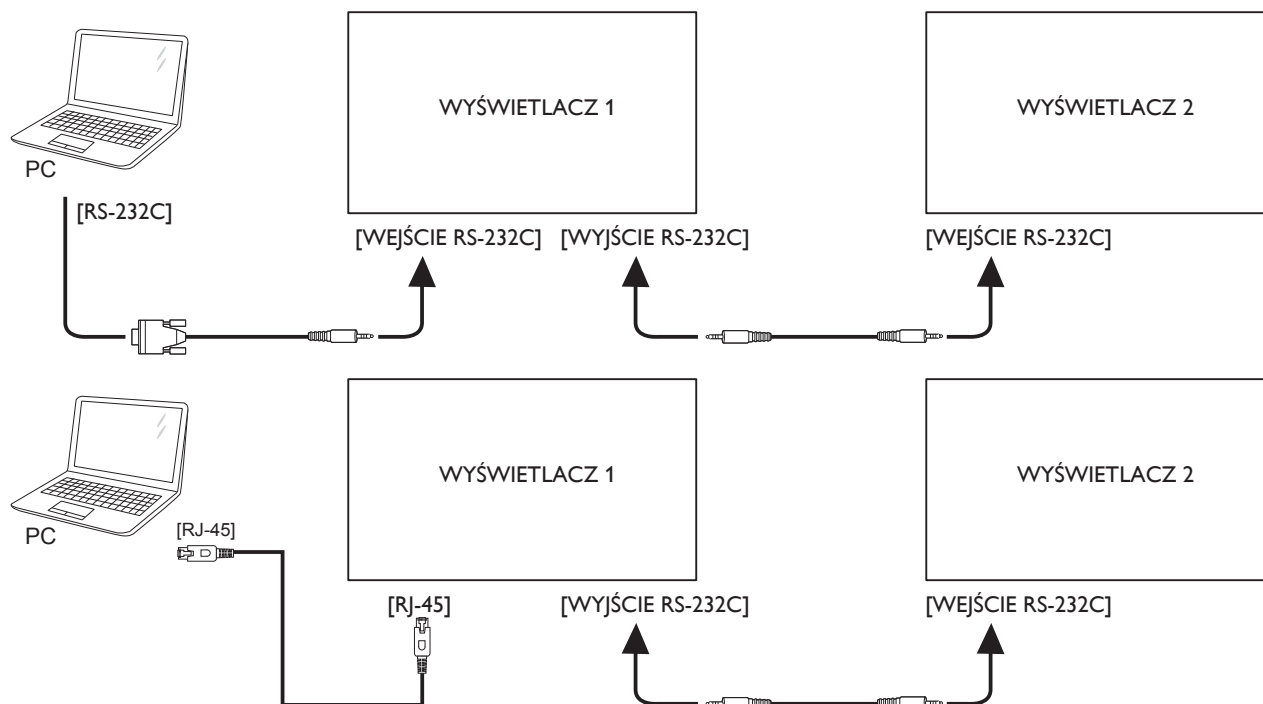 WYŚWIETLACZ 1
WYŚWIETLACZ 2
PC
[RS-232C]
[WEJŚCIE RS-232C]
[WYJŚCIE RS-232C]
[WEJŚCIE RS-232C]
WYŚWIETLACZ 1
WYŚWIETLACZ 2
PC
[RJ-45]
[RJ-45]
[WYJŚCIE RS-232C]
[WEJŚCIE RS-232C]